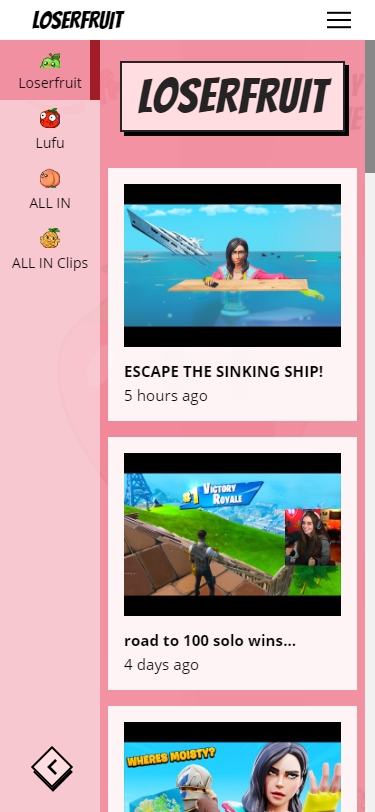 LOSERFRUIT
Loserfruit
Lufu
ALL IN
ALL IN Clips
LOSERFRUIT
ESCAPE THE SINKING SHIP!
5 hours ago
#1 VICTORY ROYALE
road to 100 solo wins...
4 days ago
WHERES MOISTY?